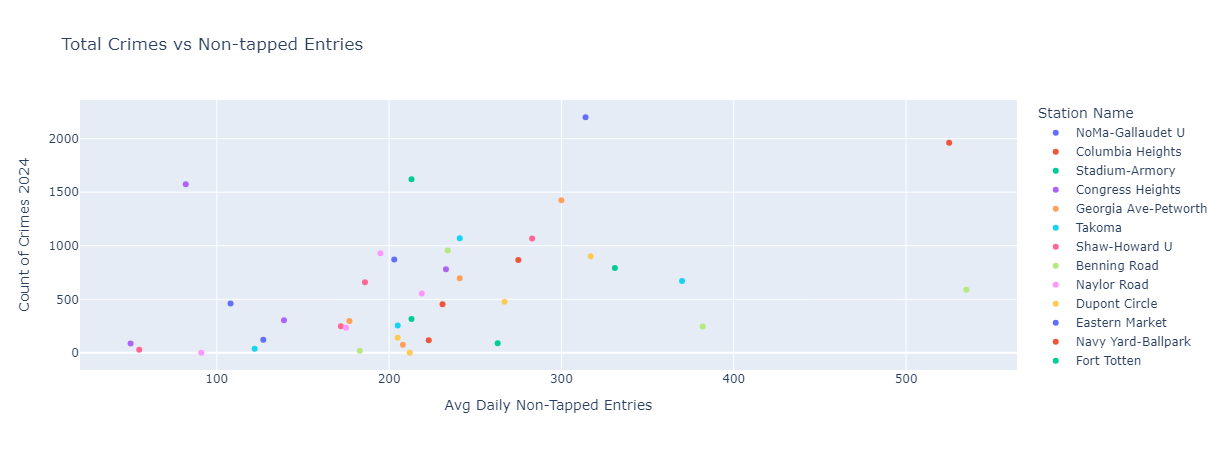 Total Crimes vs Non-tapped Entries
Count of Crimes 2024
2000
1500
1000
500
0
100 200 300 400 500
Avg Daily Non-Tapped Entries
Station Name
NoMa-Gallaudet U
Columbia Heights
Stadium-Armory
Congress Heights
Georgia Ave-Petworth
Takoma
Shaw-Howard U
Benning Road
Naylor Road
Dupont Circle
Eastern Market
Navy Yard-Ballpark
Fort Totten